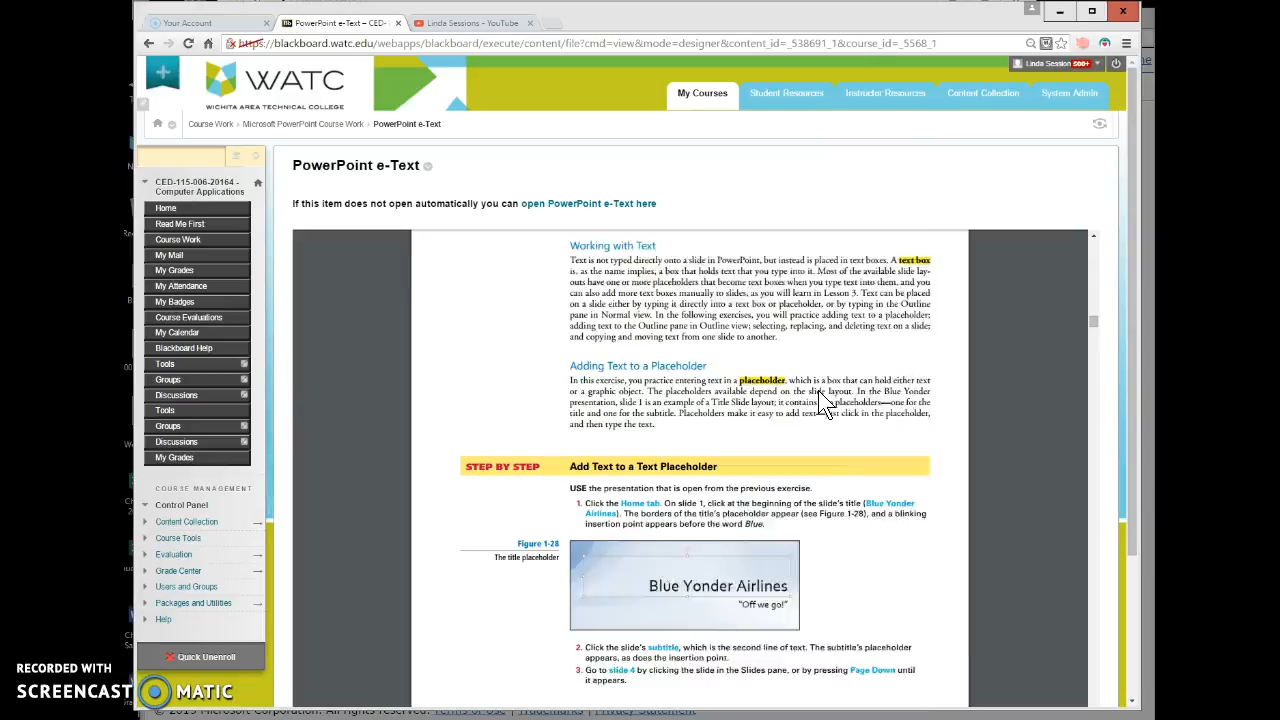 Your Account
PowerPoint e-Text – CED-
Linda Sessions - YouTube
https://blackboard.watc.edu/webapps/blackboard/execute/content/file?cmd=view&mode=designer&content_id=_538691_1&course_id=_5568_1
WATC
WICHITA AREA TECHNICAL COLLEGE
Linda Session 500+
My Courses
Student Resources
Instructor Resources
Content Collection
System Admin
Course Work
Microsoft PowerPoint Course Work
PowerPoint e-Text
CED-115-006-20164 -
Computer Applications
Home
Read Me First
Course Work
My Mail
My Grades
My Attendance
My Badges
Course Evaluations
My Calendar
Blackboard Help
Tools
Groups
Discussions
Tools
Groups
Discussions
My Grades
COURSE MANAGEMENT
Control Panel
Content Collection
Course Tools
Evaluation
Grade Center
Users and Groups
Packages and Utilities
Help
Quick Unenroll
PowerPoint e-Text
If this item does not open automatically you can open PowerPoint e-Text here
Working with Text
Text is not typed directly onto a slide in PowerPoint, but instead is placed in text boxes. A text box
is, as the name implies, a box that holds text that you type into it. Most of the available slide lay-
outs have one or more placeholders that become text boxes when you type text into them, and you
can also add more text boxes manually to slides, as you will learn in Lesson 3. Text can be placed
on a slide either by typing it directly into a text box or placeholder, or by typing in the Outline
pane in Normal view. In the following exercises, you will practice adding text to a placeholder;
adding text to the Outline pane in Outline view; selecting, replacing, and deleting text on a slide;
and copying and moving text from one slide to another.
Adding Text to a Placeholder
In this exercise, you practice entering text in a placeholder, which is a box that can hold either text
or a graphic object. The placeholders available depend on the slide layout. In the Blue Yonder
presentation, slide 1 is an example of a Title Slide layout; it contains placeholders—one for the
title and one for the subtitle. Placeholders make it easy to add text click in the placeholder,
and then type the text.
STEP BY STEP
Add Text to a Text Placeholder
USE the presentation that is open from the previous exercise.
1. Click the Home tab. On slide 1, click at the beginning of the slide's title (Blue Yonder
Airlines). The borders of the title's placeholder appear (see Figure 1-28), and a blinking
insertion point appears before the word Blue.
Figure 1-28
The title placeholder
Blue Yonder Airlines
"Off we go!"
2. Click the slide's subtitle, which is the second line of text. The subtitle's placeholder
appears, as does the insertion point.
3. Go to slide 4 by clicking the slide in the Slides pane, or by pressing Page Down until
it appears.
RECORDED WITH
SCREENCAST MATIC
© 2015 Microsoft Corporation. All rights reserved. Terms of Use | Trademarks | Privacy Statement